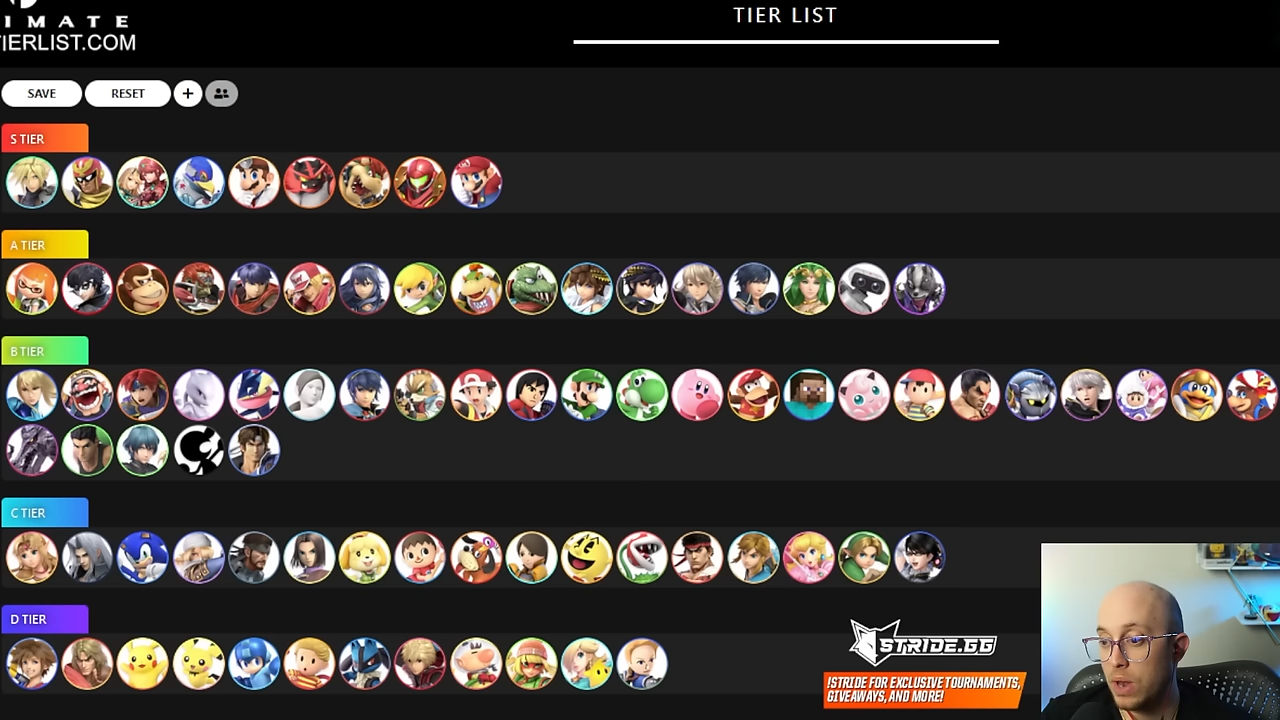 IMATE
TIERLIST.COM
TIER LIST
SAVE
RESET
+
S TIER
A TIER
B TIER
C TIER
D TIER
STRIDE.GG
!STRIDE FOR EXCLUSIVE TOURNAMENTS,
GIVEAWAYS, AND MORE!